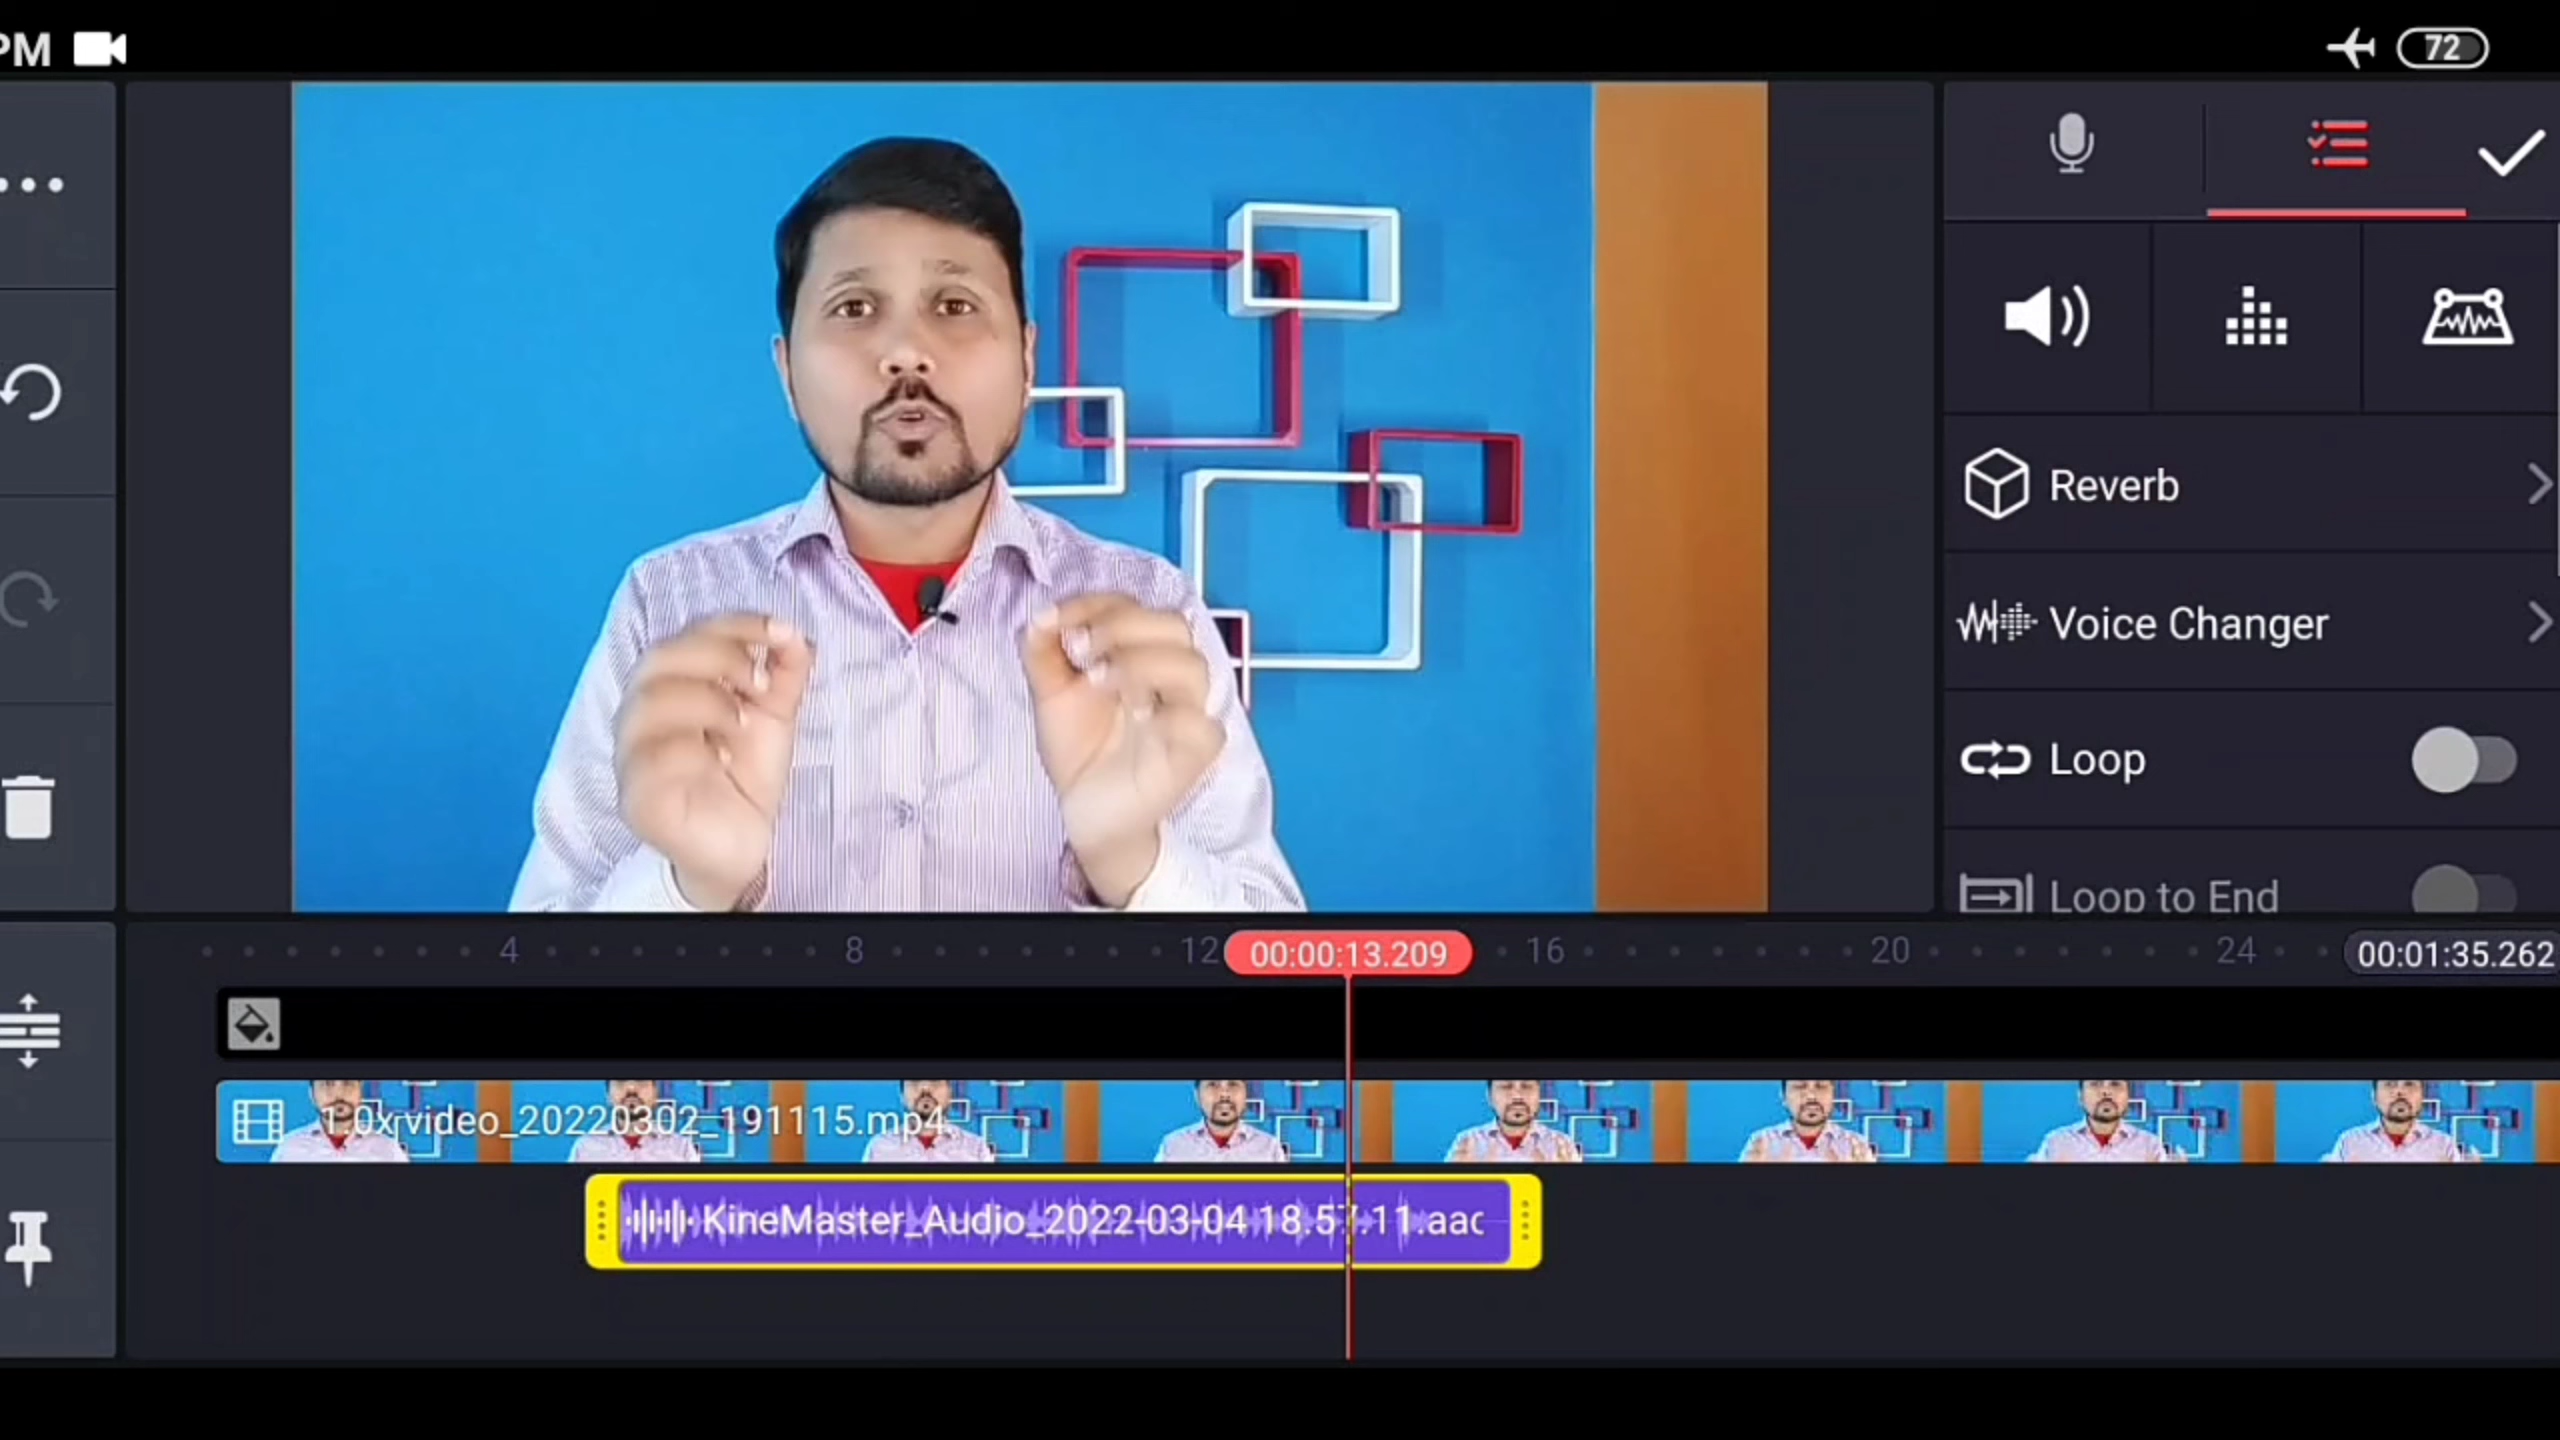 PM
72
Reverb
Voice Changer
Loop
Loop to End
4 8 12 00:00:13.209 16 20 24 00:01:35.262
1.0x video_20220302_191115.mp4
KineMaster_Audio_2022-03-04 18.57.11.aac